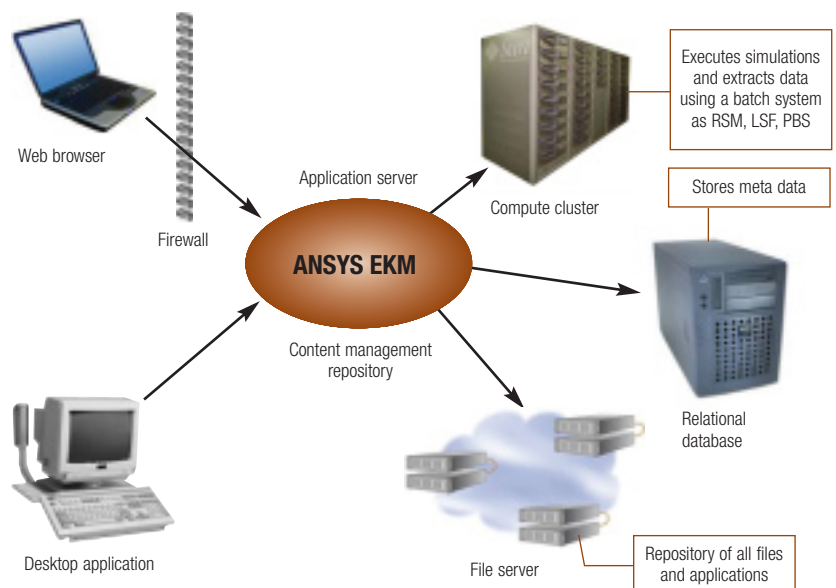 Executes simulations
and extracts data
using a batch system
as RSM, LSF, PBS
Web browser
Application server
Compute cluster
Stores meta data
Firewall
ANSYS EKM
Content management
repository
Relational
database
Desktop application
File server
Repository of all files
and applications